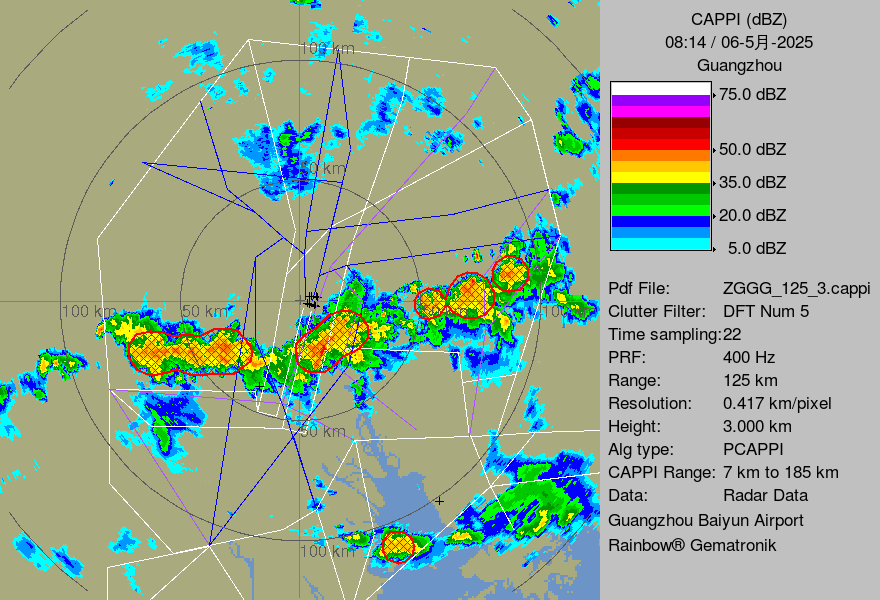 CAPPI (dBZ)
08:14 / 06-5月-2025
Guangzhou
75.0 dBZ
50.0 dBZ
35.0 dBZ
20.0 dBZ
5.0 dBZ
Pdf File: ZGGG_125_3.cappi
Clutter Filter: DFT Num 5
Time sampling:22
PRF: 400 Hz
Range: 125 km
Resolution: 0.417 km/pixel
Height: 3.000 km
Alg type: PCAPPI
CAPPI Range: 7 km to 185 km
Data: Radar Data
Guangzhou Baiyun Airport
Rainbow® Gematronik
100 km
50 km
100 km
50 km
100
50 km
100 km